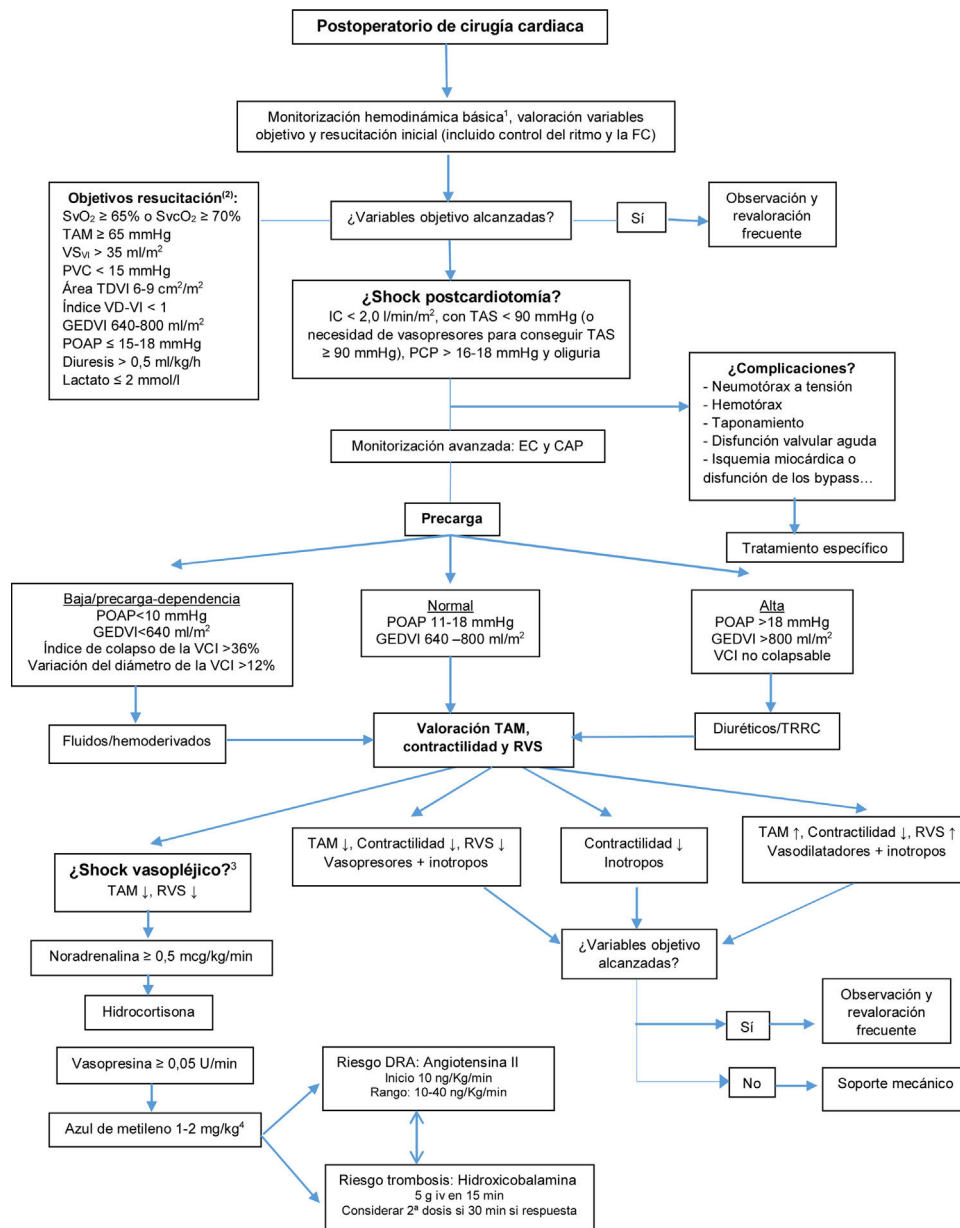 Postoperatorio de cirugía cardiaca
Monitorización hemodinámica básica¹, valoración variables
objetivo y resucitación inicial (incluido control del ritmo y la FC)
Objetivos resucitación⁽²⁾:
SvO₂ ≥ 65% o SvcO₂ ≥ 70%
TAM ≥ 65 mmHg
VSVI > 35 ml/m²
PVC < 15 mmHg
Área TDVI 6-9 cm²/m²
Índice VD-VI < 1
GEDVI 640-800 ml/m²
POAP ≤ 15-18 mmHg
Diuresis > 0,5 ml/kg/h
Lactato ≤ 2 mmol/l
¿Variables objetivo alcanzadas?
Sí
Observación y
revaloración
frecuente
¿Shock postcardiotomía?
IC < 2,0 l/min/m², con TAS < 90 mmHg (o
necesidad de vasopresores para conseguir TAS
≥ 90 mmHg), PCP > 16-18 mmHg y oliguria
¿Complicaciones?
- Neumotórax a tensión
- Hemotórax
- Taponamiento
- Disfunción valvular aguda
- Isquemia miocárdica o
disfunción de los bypass…
Monitorización avanzada: EC y CAP
Precarga
Tratamiento específico
Baja/precarga-dependencia
POAP<10 mmHg
GEDVI<640 ml/m²
Índice de colapso de la VCI >36%
Variación del diámetro de la VCI >12%
Normal
POAP 11-18 mmHg
GEDVI 640 –800 ml/m²
Alta
POAP >18 mmHg
GEDVI >800 ml/m²
VCI no colapsable
Fluidos/hemoderivados
Valoración TAM,
contractilidad y RVS
Diuréticos/TRRC
¿Shock vasopléjico?³
TAM ↓, RVS ↓
TAM ↓, Contractilidad ↓, RVS ↓
Vasopresores + inotropos
Contractilidad ↓
Inotropos
TAM ↑, Contractilidad ↓, RVS ↑
Vasodilatadores + inotropos
Noradrenalina ≥ 0,5 mcg/kg/min
Hidrocortisona
¿Variables objetivo
alcanzadas?
Sí
Observación y
revaloración
frecuente
No
Soporte mecánico
Vasopresina ≥ 0,05 U/min
Azul de metileno 1-2 mg/kg⁴
Riesgo DRA: Angiotensina II
Inicio 10 ng/Kg/min
Rango: 10-40 ng/Kg/min
Riesgo trombosis: Hidroxicobalamina
5 g iv en 15 min
Considerar 2ª dosis si 30 min si respuesta